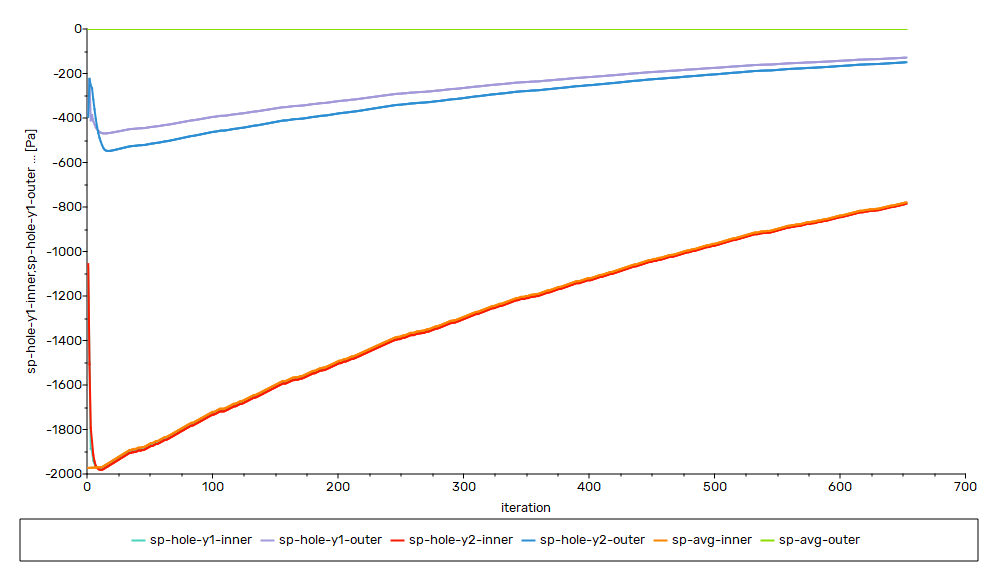 0
-200
-400
-600
-800
-1000
-1200
-1400
-1600
-1800
-2000
sp-hole-y1-inner,sp-hole-y1-outer ... [Pa]
0 100 200 300 400 500 600 700
iteration
sp-hole-y1-inner sp-hole-y1-outer sp-hole-y2-inner sp-hole-y2-outer sp-avg-inner sp-avg-outer